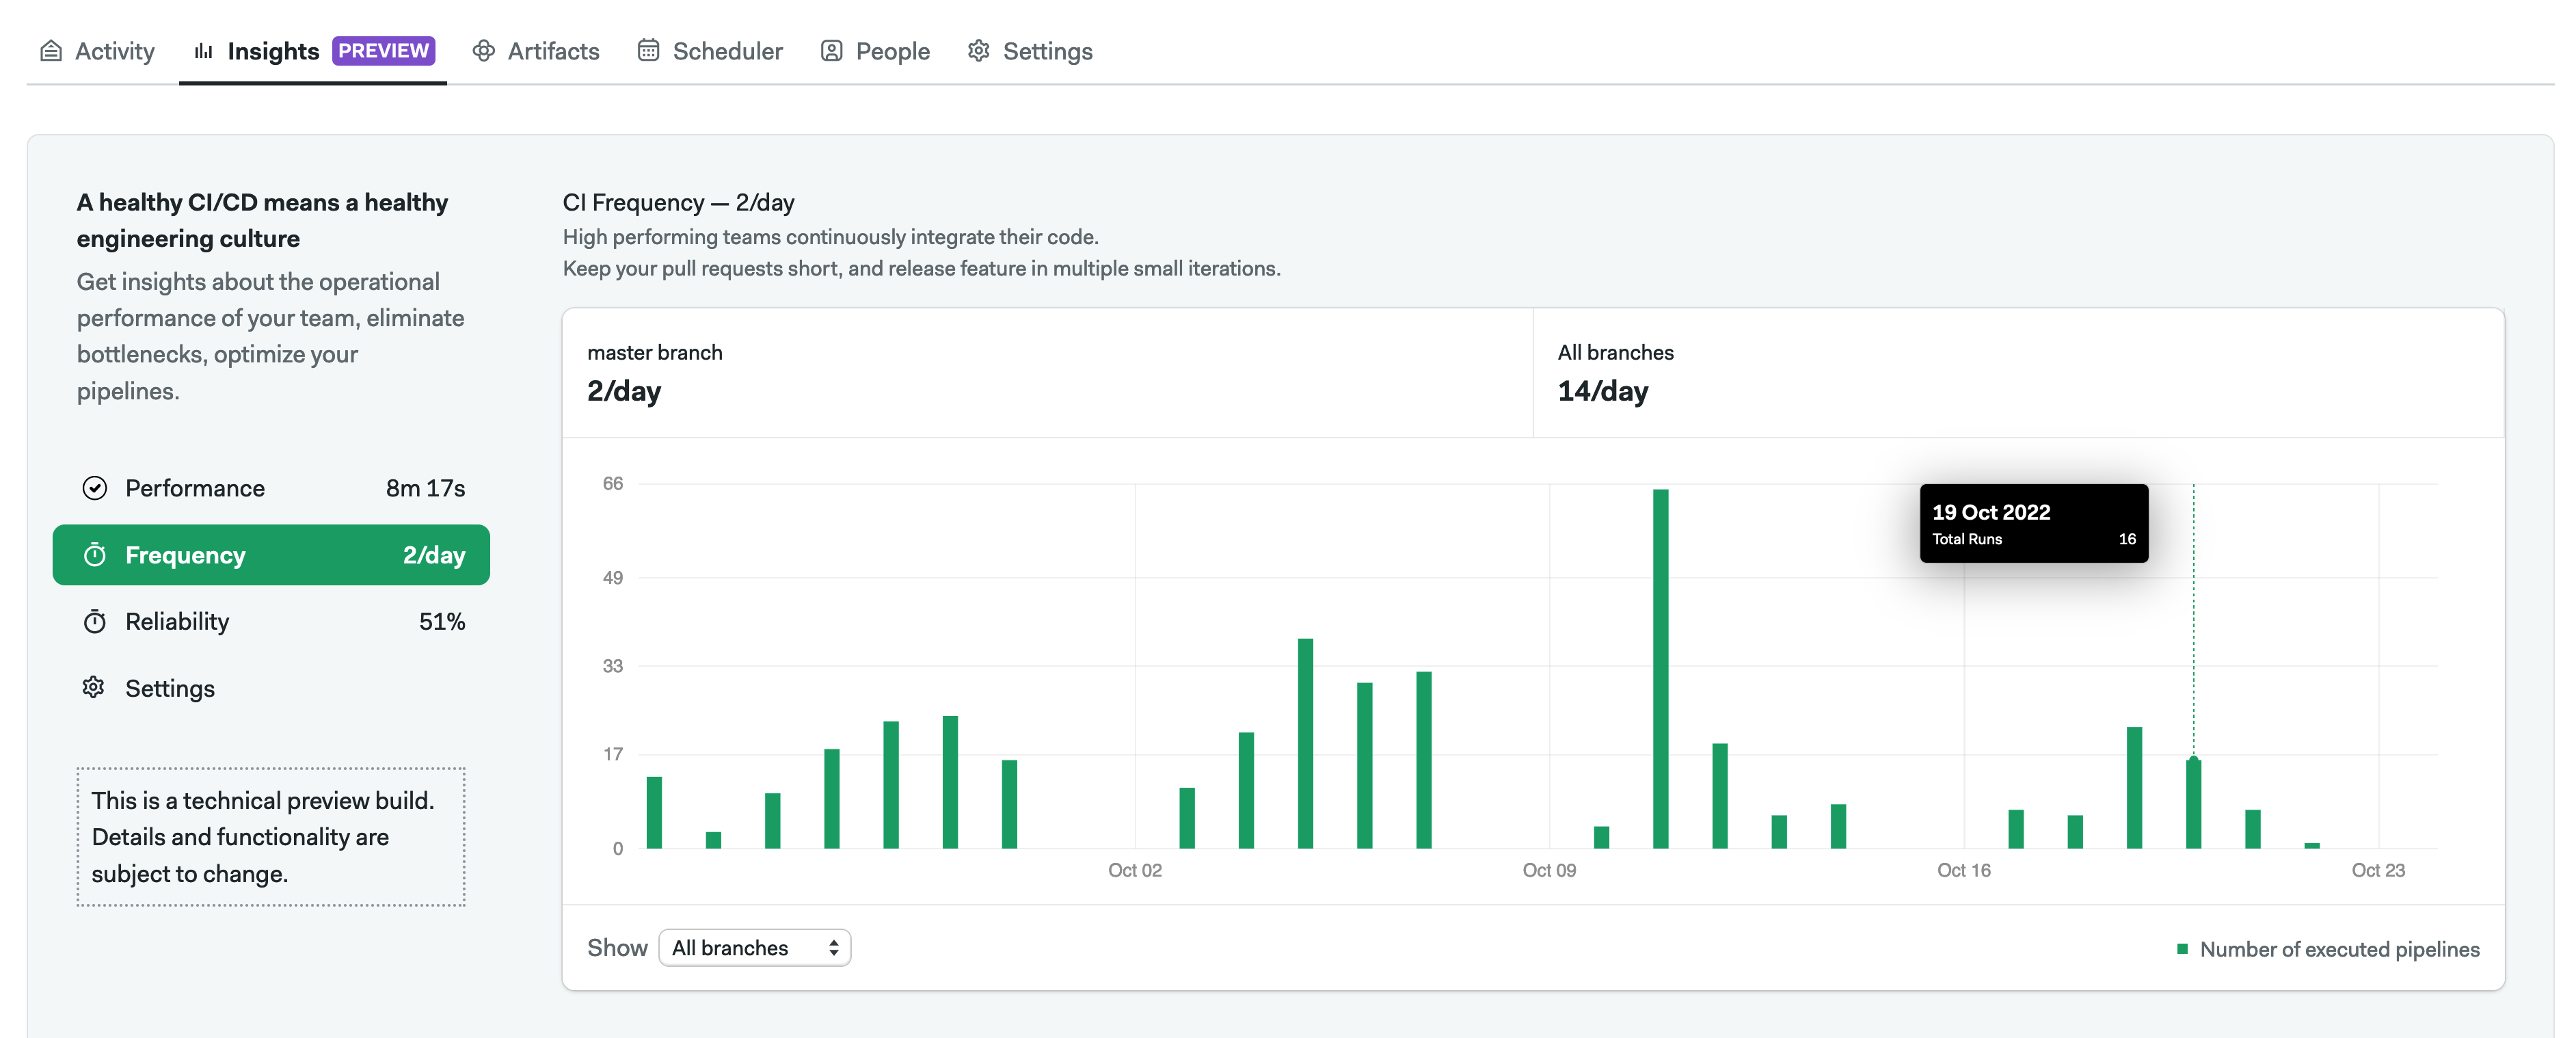 Activity
Insights PREVIEW
Artifacts
Scheduler
People
Settings
A healthy CI/CD means a healthy
engineering culture
Get insights about the operational
performance of your team, eliminate
bottlenecks, optimize your
pipelines.
Performance 8m 17s
Frequency 2/day
Reliability 51%
Settings
This is a technical preview build.
Details and functionality are
subject to change.
CI Frequency — 2/day
High performing teams continuously integrate their code.
Keep your pull requests short, and release feature in multiple small iterations.
master branch
2/day
All branches
14/day
66
49
33
17
0
19 Oct 2022
Total Runs 16
Oct 02
Oct 09
Oct 16
Oct 23
Show All branches
Number of executed pipelines